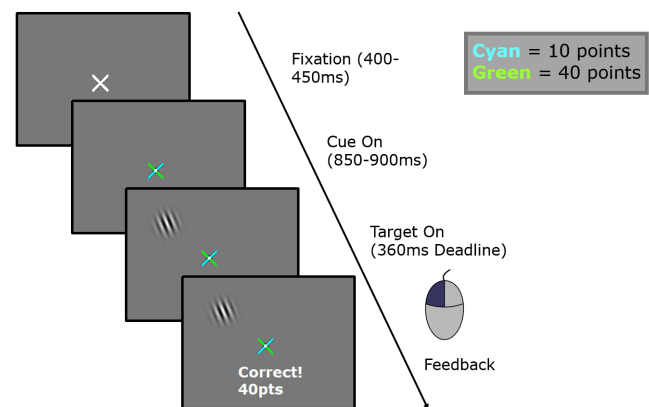 Fixation (400-
450ms)
Cyan = 10 points
Green = 40 points
Cue On
(850-900ms)
Target On
(360ms Deadline)
Feedback
Correct!
40pts